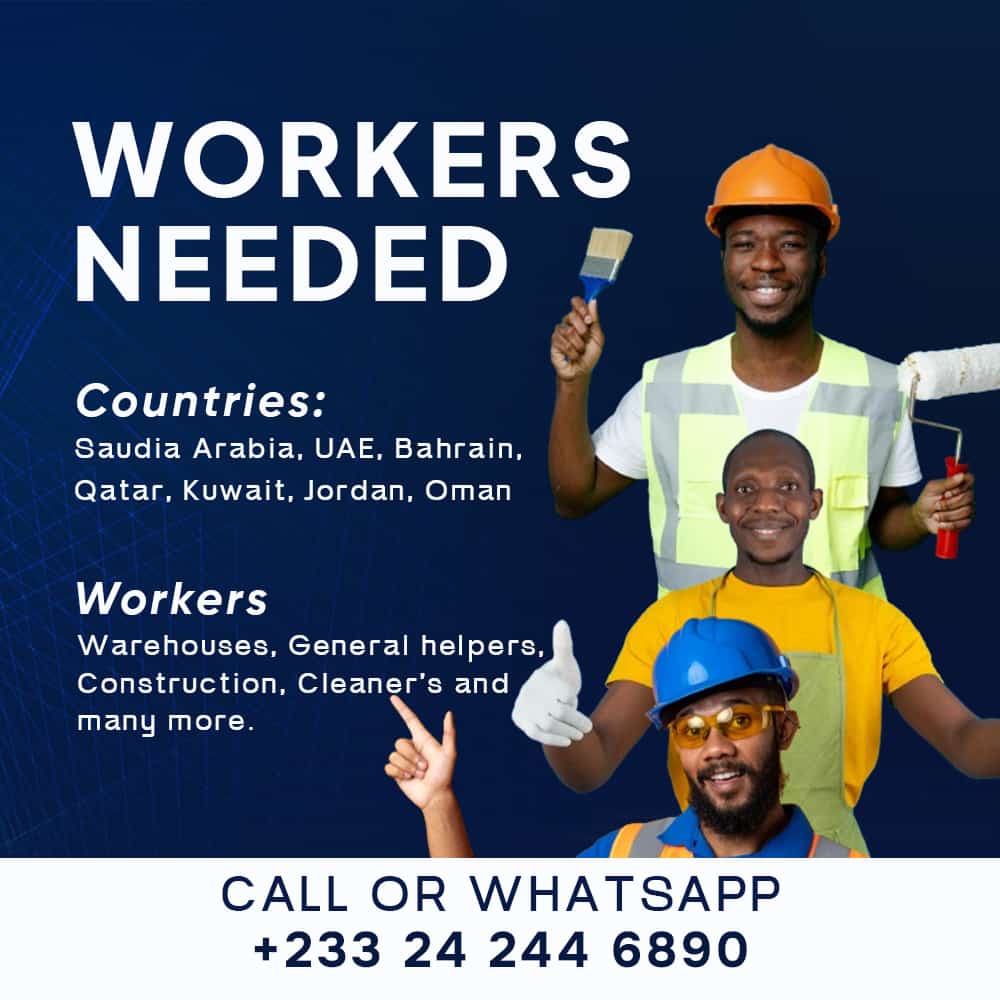 WORKERS
NEEDED
Countries:
Saudia Arabia, UAE, Bahrain,
Qatar, Kuwait, Jordan, Oman
Workers
Warehouses, General helpers,
Construction, Cleaner's and
many more.
CALL OR WHATSAPP
+233 24 244 6890